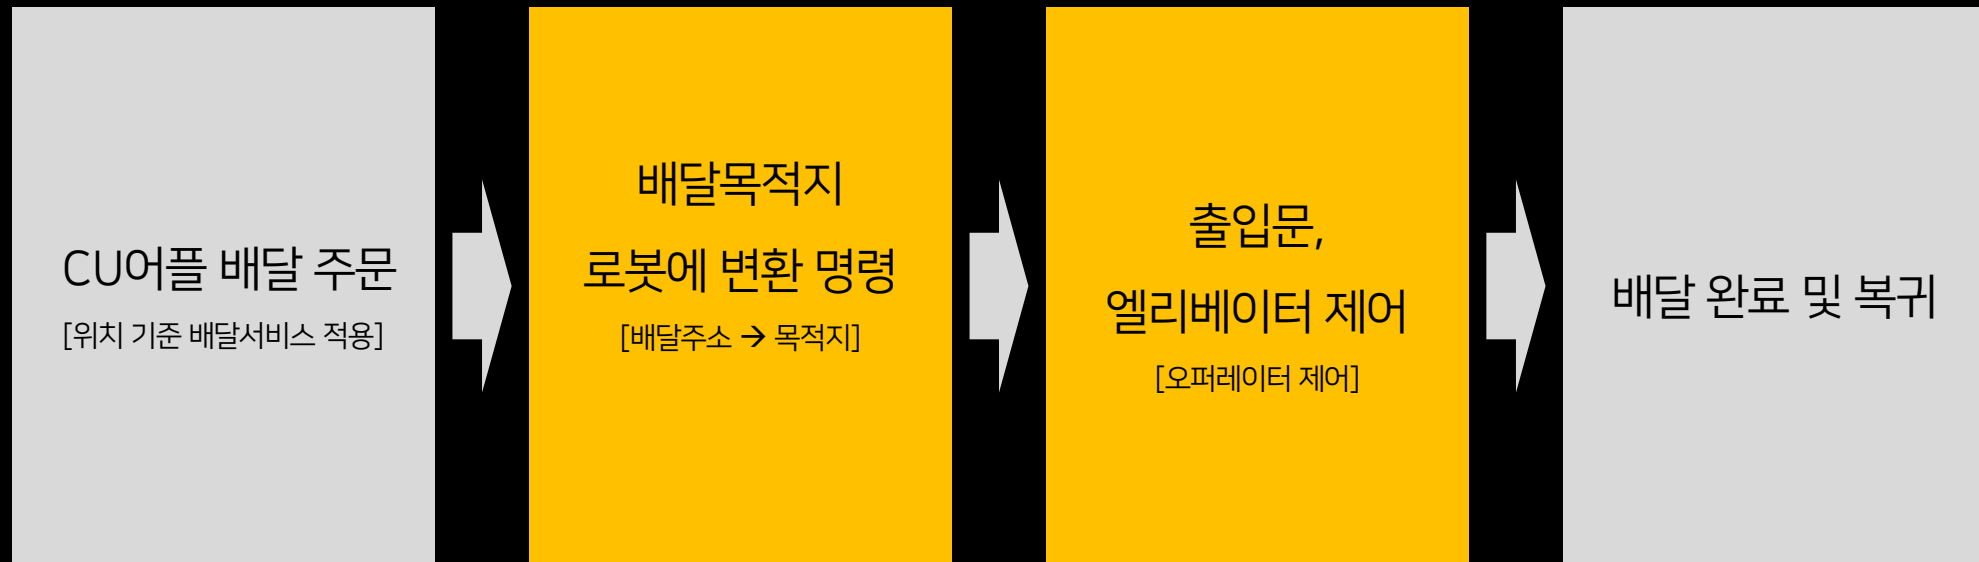 CU어플 배달 주문
[위치 기준 배달서비스 적용]
배달목적지
로봇에 변환 명령
[배달주소 → 목적지]
출입문,
엘리베이터 제어
[오퍼레이터 제어]
배달 완료 및 복귀